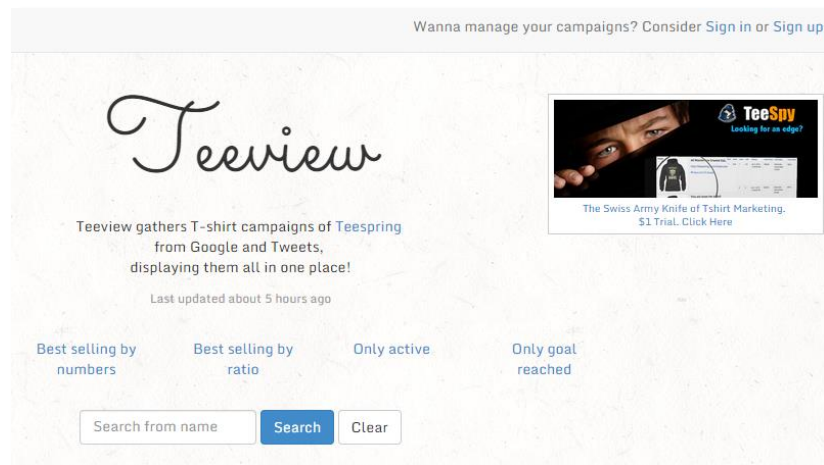 Wanna manage your campaigns? Consider Sign in or Sign up
Teeview
TeeSpy
Looking for an edge?
The Swiss Army Knife of Tshirt Marketing.
$1 Trial. Click Here
Teeview gathers T-shirt campaigns of Teespring
from Google and Tweets,
displaying them all in one place!
Last updated about 5 hours ago
Best selling by
numbers
Best selling by
ratio
Only active
Only goal
reached
Search from name
Search
Clear